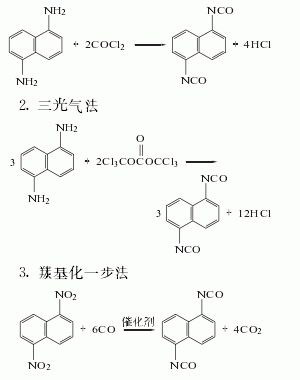 NH2
+ 2COCl2
NH2
NCO
+ 4HCl
NCO
2. 三光气法
NH2
3
NH2
+ 2Cl3COCOCCl3
O
NCO
3
NCO
+ 12HCl
3. 羰基化一步法
NO2
NO2
+ 6CO
催化剂
NCO
NCO
+ 4CO2